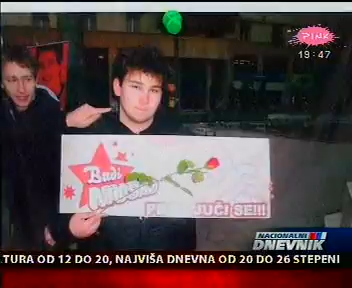 PINK
19:47
Budi
MUŠKO
JUČI SE!!!
NACIONALNI
DNEVNIK
TURA OD 12 DO 20, NAJVIŠA DNEVNA OD 20 DO 26 STEPENI